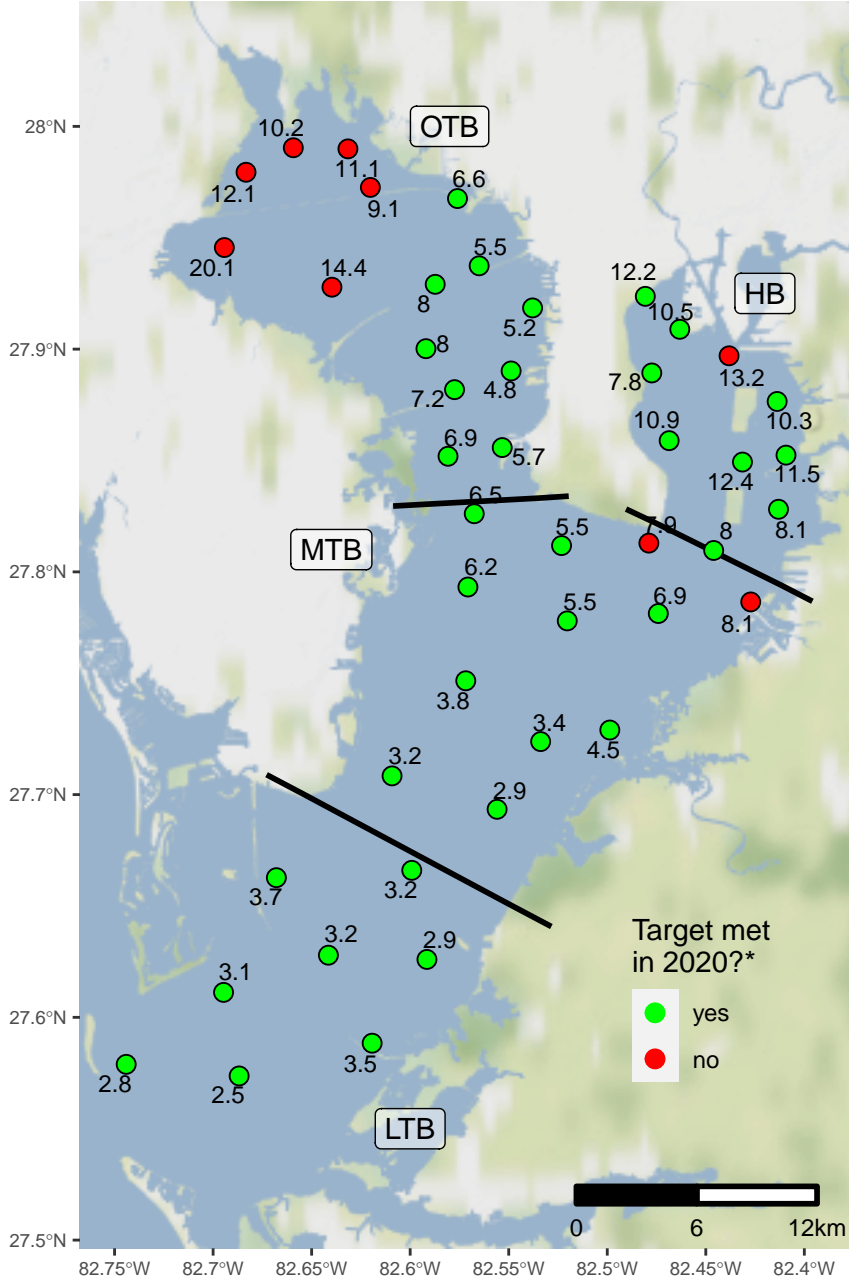 28°N
10.2
OTB
11.1
12.1
9.1
6.6
20.1
14.4
5.5
12.2
HB
8
10.5
5.2
27.9°N
8
7.8
13.2
7.2
4.8
10.9
10.3
6.9
5.7
12.4
11.5
6.5
7.9
8
8.1
MTB
5.5
27.8°N
6.2
5.5
6.9
8.1
3.8
3.4
4.5
3.2
2.9
27.7°N
3.7
3.2
Target met
in 2020?*
3.2
2.9
3.1
yes
27.6°N
no
3.5
2.8
2.5
LTB
0 6 12km
27.5°N
82.75°W 82.7°W 82.65°W 82.6°W 82.55°W 82.5°W 82.45°W 82.4°W